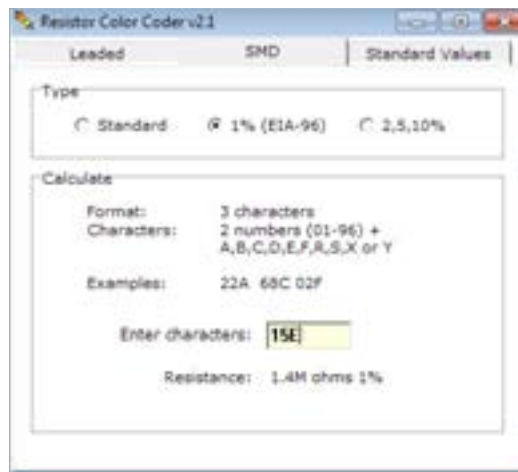 Resistor Color Coder v2.1
Leaded SMD Standard Values
Type
Standard 1% (EIA-96) 2,5,10%
Calculate
Format: 3 characters
Characters: 2 numbers (01-96) +
A,B,C,D,E,F,R,S,X or Y
Examples: 22A 68C 02F
Enter characters: 15E
Resistance: 1.4M ohms 1%